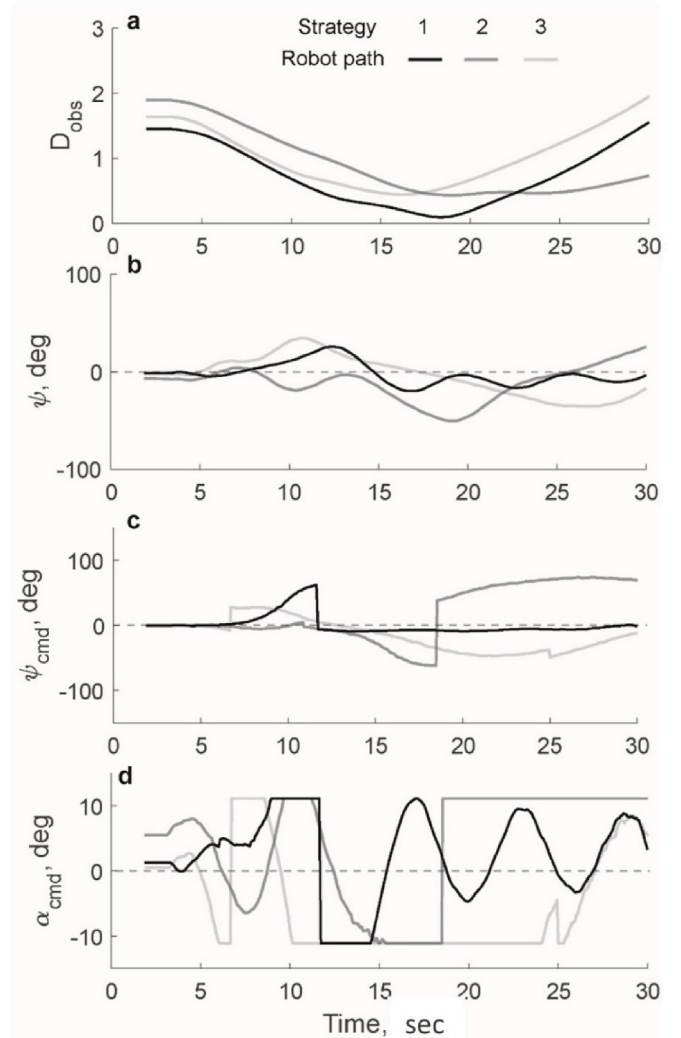 a
Strategy 1 2 3
Robot path
3
2
1
0
D_obs
0 5 10 15 20 25 30
b
100
0
-100
ψ, deg
0 5 10 15 20 25 30
c
100
0
-100
ψ_cmd, deg
0 5 10 15 20 25 30
d
10
0
-10
α_cmd, deg
0 5 10 15 20 25 30
Time, sec